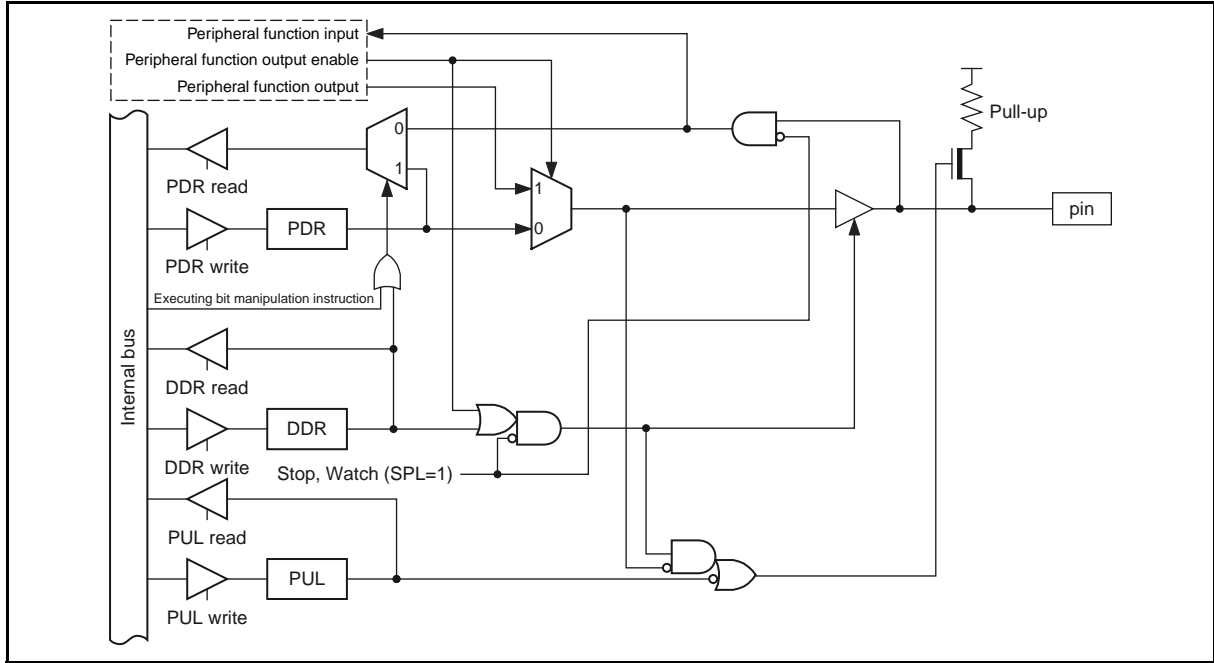 Peripheral function input
Peripheral function output enable
Peripheral function output
Pull-up
0
1
PDR read
1
0
pin
PDR
PDR write
Executing bit manipulation instruction
Internal bus
DDR read
DDR
DDR write
Stop, Watch (SPL=1)
PUL read
PUL
PUL write